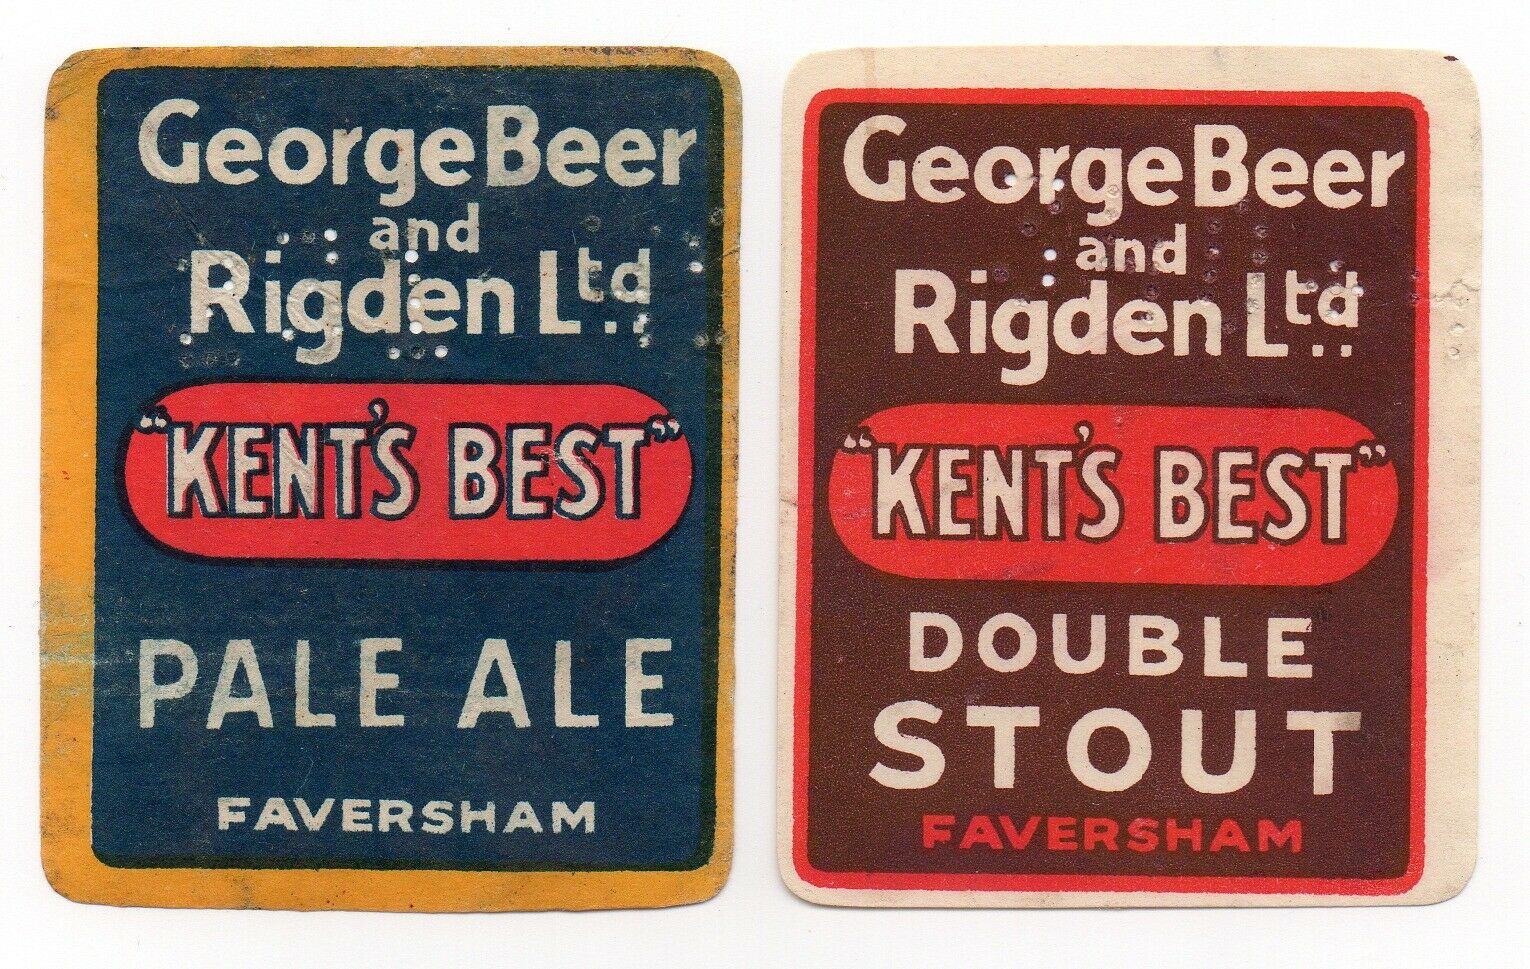 George Beer
and
Rigden Ltd
"KENT'S BEST"
PALE ALE
FAVERSHAM
George Beer
and
Rigden Ltd
"KENT'S BEST"
DOUBLE
STOUT
FAVERSHAM